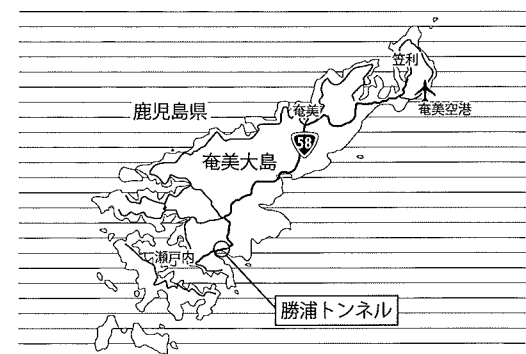 笠利
奄美空港
鹿児島県
奄美
58
奄美大島
瀬戸内
勝浦トンネル